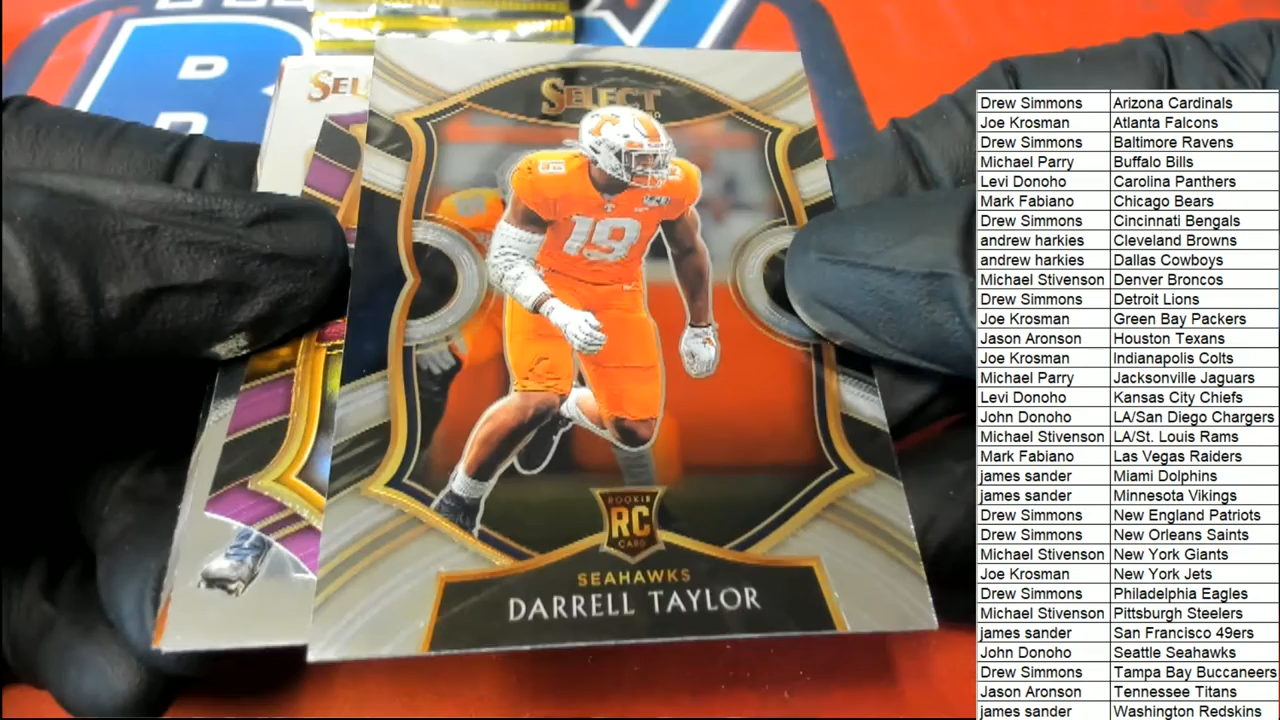 SELECT
SEL
19
19
19
ROOKIE
RC
CARD
SEAHAWKS
DARRELL TAYLOR
Drew Simmons Arizona Cardinals
Joe Krosman Atlanta Falcons
Drew Simmons Baltimore Ravens
Michael Parry Buffalo Bills
Levi Donoho Carolina Panthers
Mark Fabiano Chicago Bears
Drew Simmons Cincinnati Bengals
andrew harkies Cleveland Browns
andrew harkies Dallas Cowboys
Michael Stivenson Denver Broncos
Drew Simmons Detroit Lions
Joe Krosman Green Bay Packers
Jason Aronson Houston Texans
Joe Krosman Indianapolis Colts
Michael Parry Jacksonville Jaguars
Levi Donoho Kansas City Chiefs
John Donoho LA/San Diego Chargers
Michael Stivenson LA/St. Louis Rams
Mark Fabiano Las Vegas Raiders
james sander Miami Dolphins
james sander Minnesota Vikings
Drew Simmons New England Patriots
Drew Simmons New Orleans Saints
Michael Stivenson New York Giants
Joe Krosman New York Jets
Drew Simmons Philadelphia Eagles
Michael Stivenson Pittsburgh Steelers
james sander San Francisco 49ers
John Donoho Seattle Seahawks
Drew Simmons Tampa Bay Buccaneers
Jason Aronson Tennessee Titans
james sander Washington Redskins